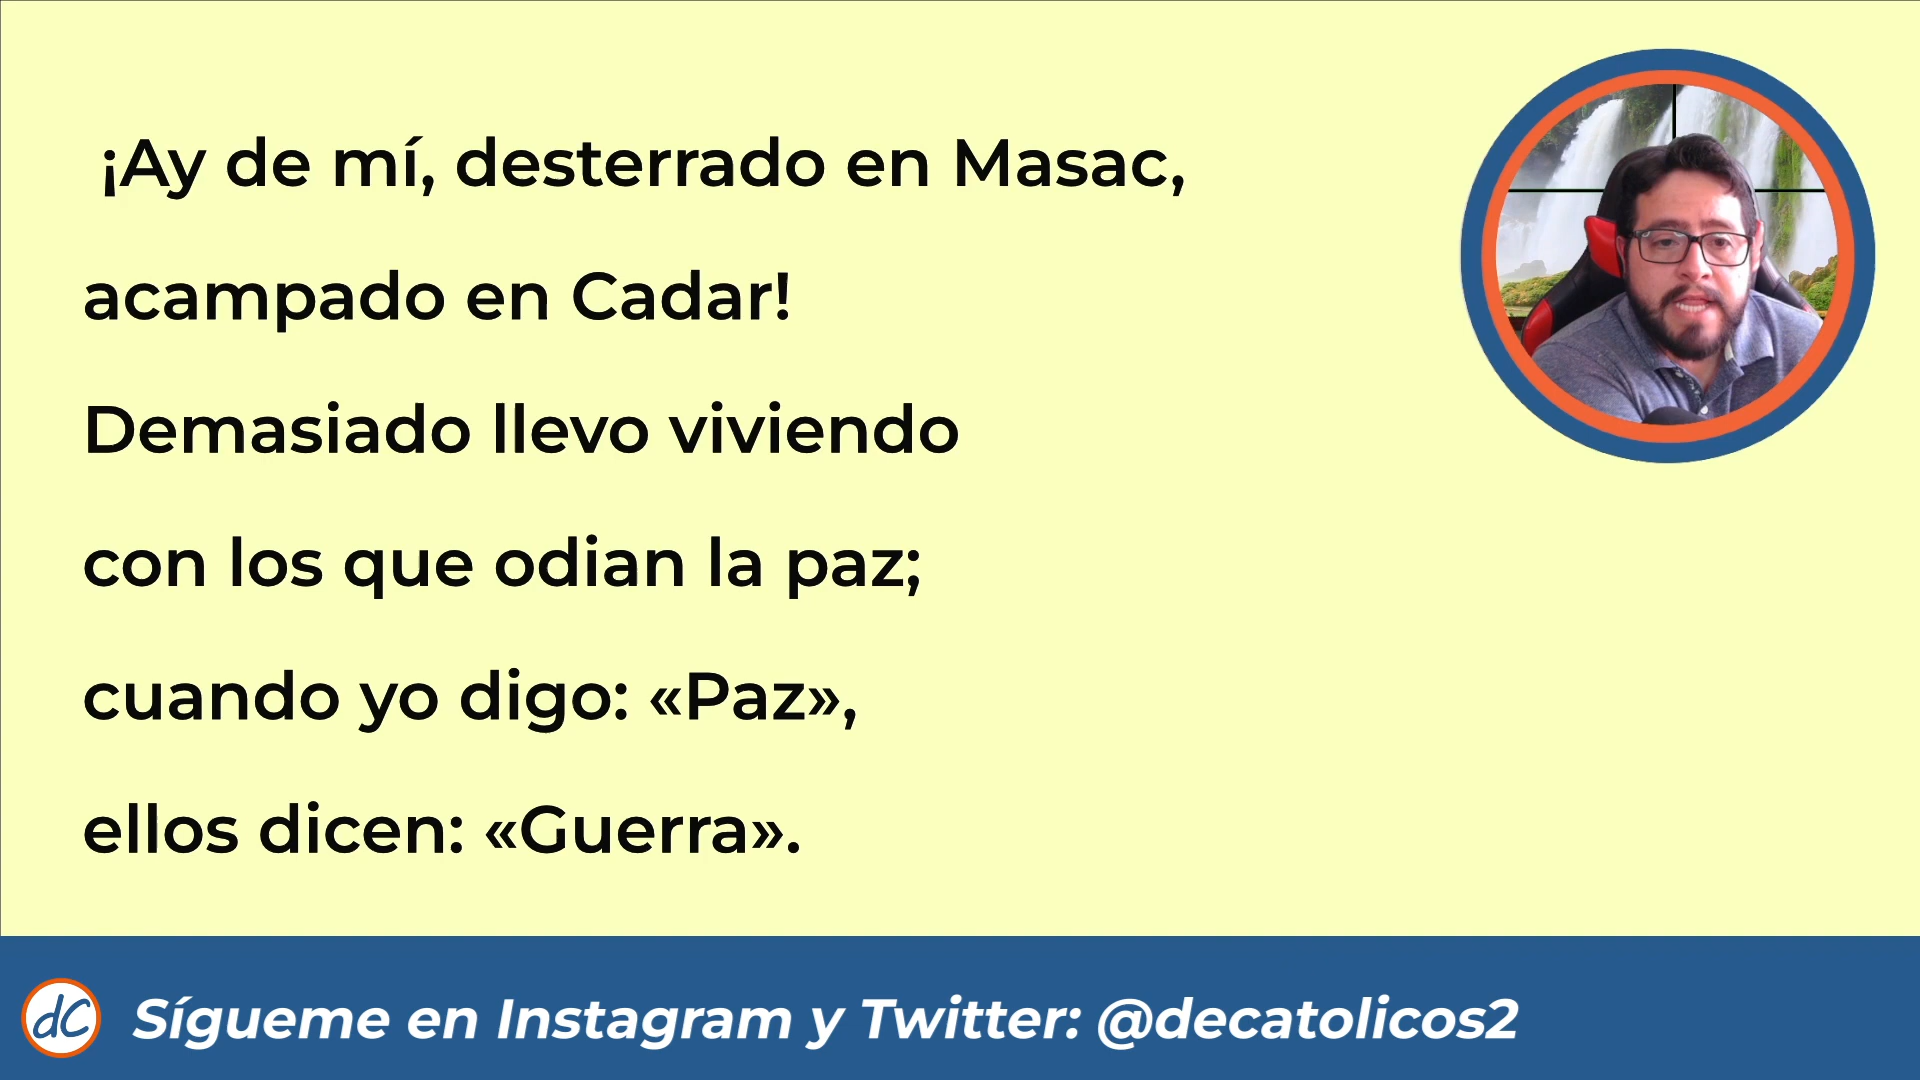 ¡Ay de mí, desterrado en Masac,
acampado en Cadar!
Demasiado llevo viviendo
con los que odian la paz;
cuando yo digo: «Paz»,
ellos dicen: «Guerra».
dC Sígueme en Instagram y Twitter: @decatolicos2